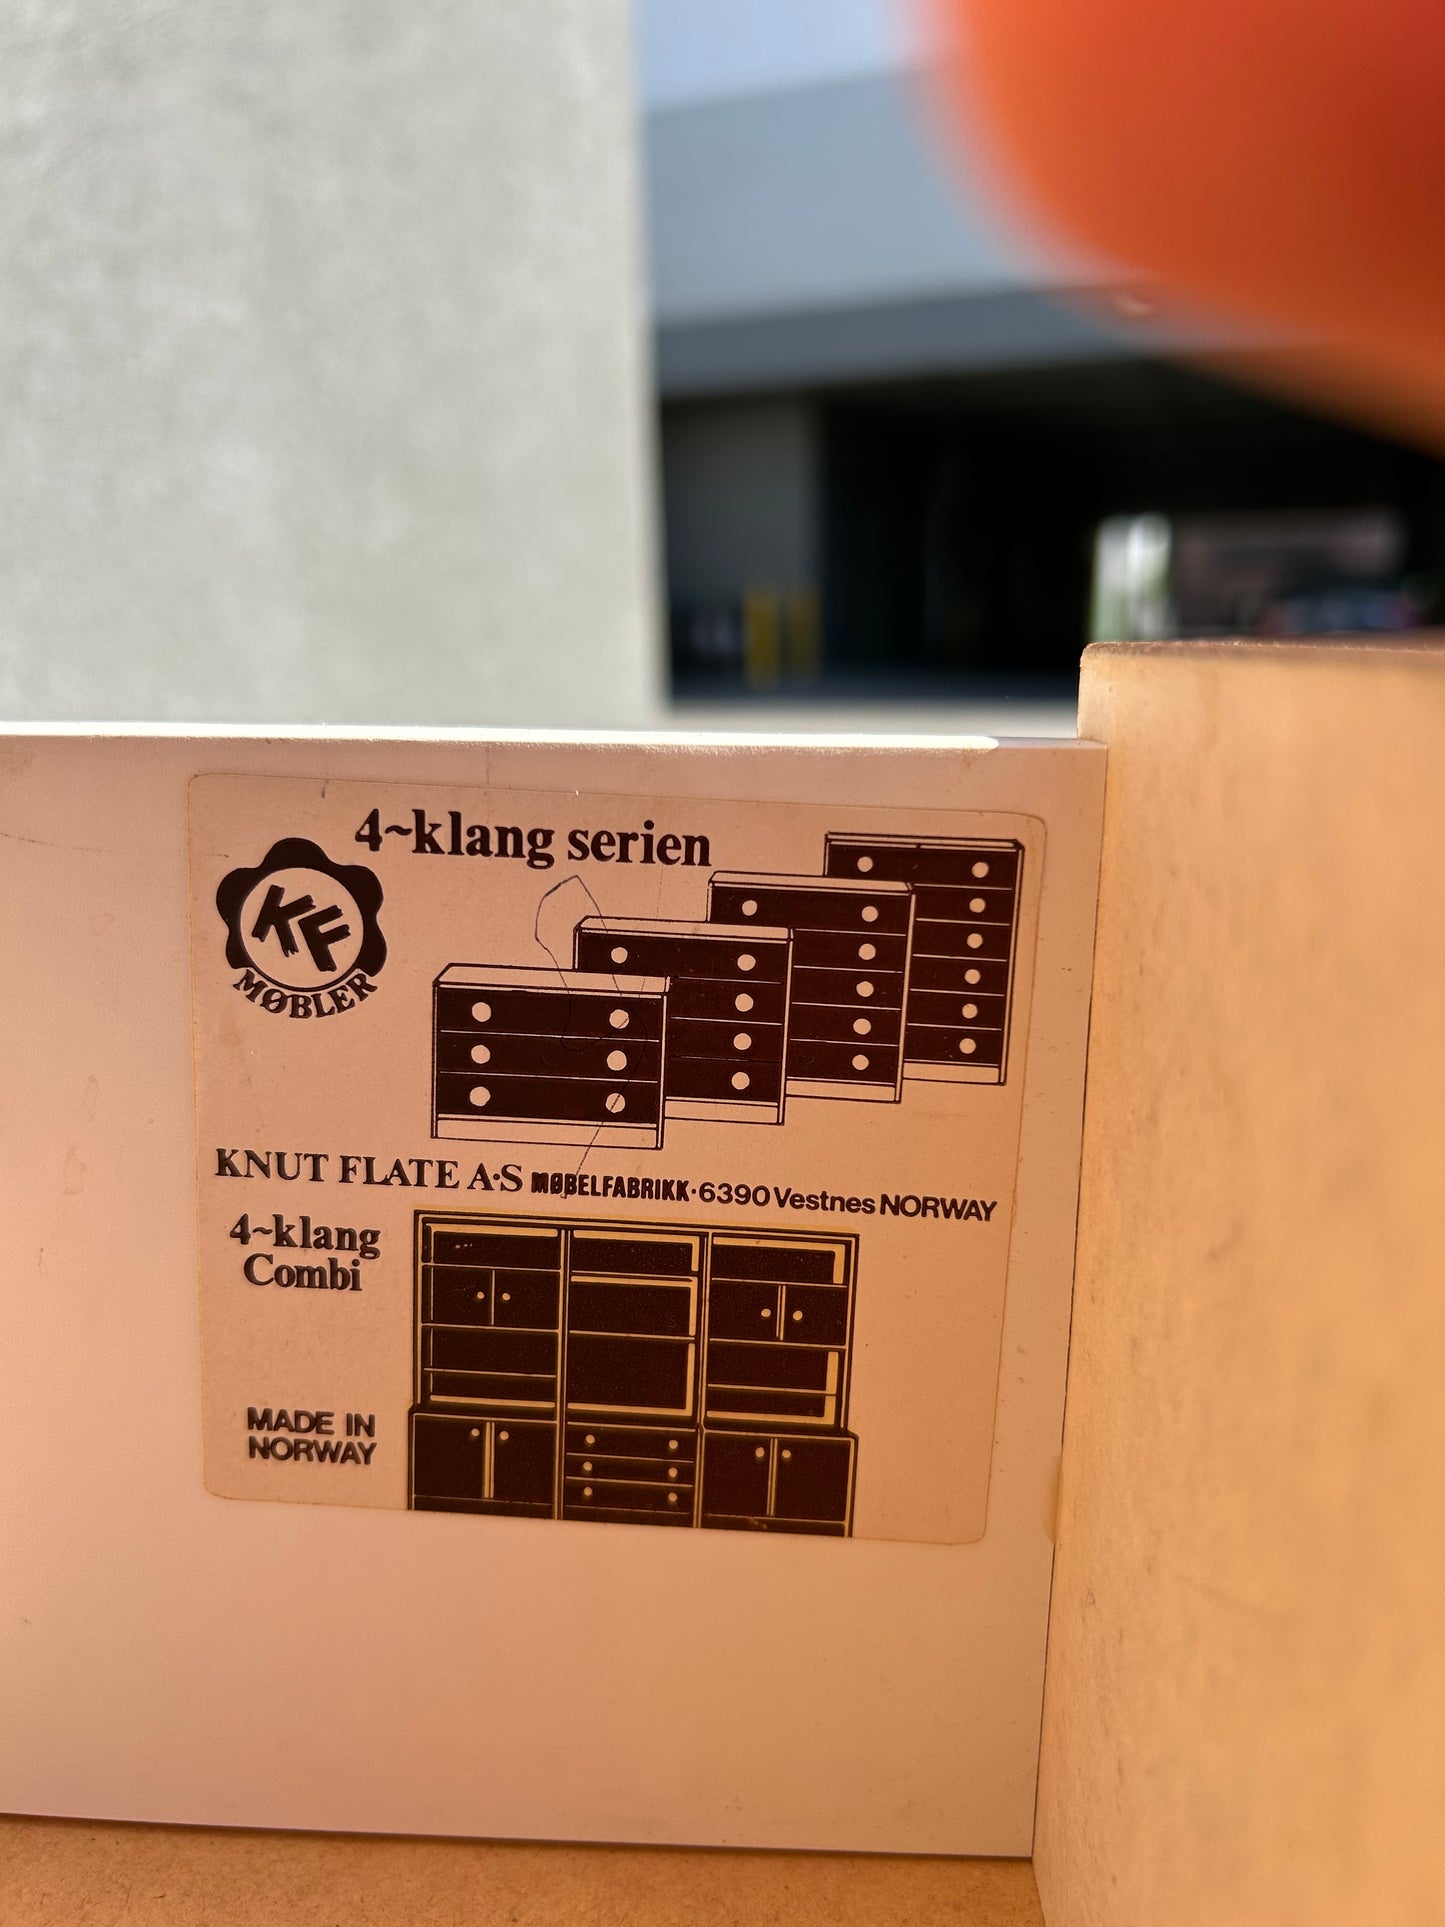 4~klang serien
KF
MØBLER
KNUT FLATE A·S MØBELFABRIKK·6390 Vestnes NORWAY
4~klang
Combi
MADE IN
NORWAY